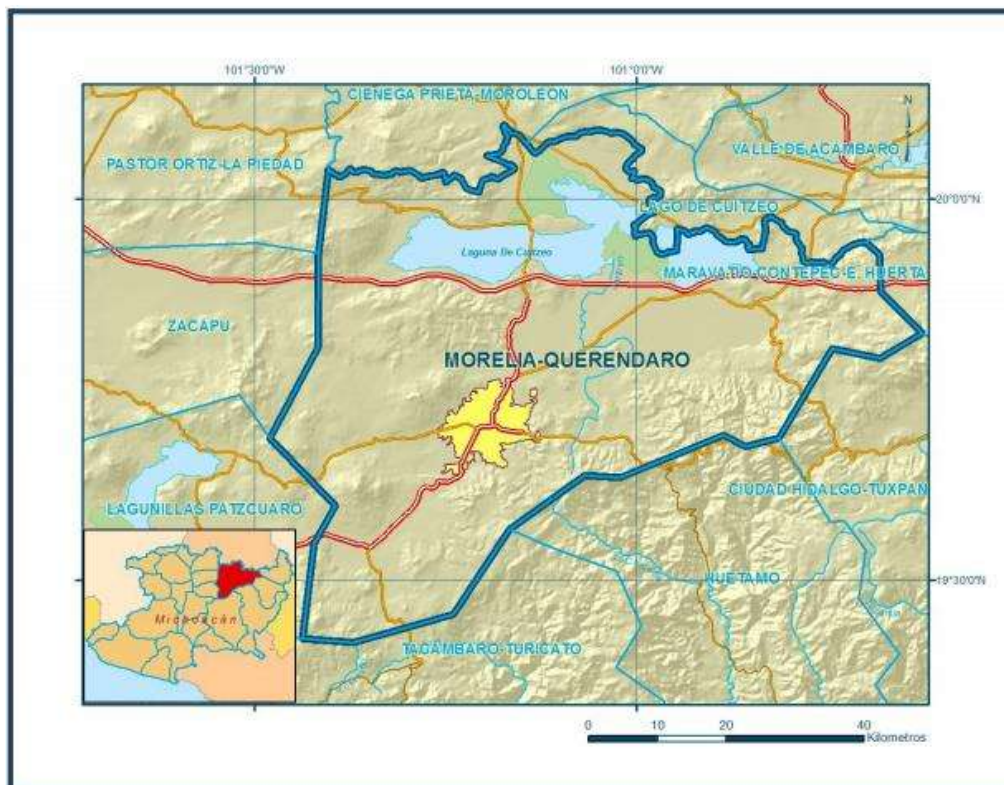 101°30'0"W
101°0'0"W
CIENEGA PRIETA-MOROLEON
N
VALLE DE ACAMBARO
PASTOR ORTIZ-LA PIEDAD
20°0'0"N
LAGO DE CUITZEO
Laguna De Cuitzeo
MARAVATIO-CONTEPEC-E. HUERTA
ZACAPU
MORELIA-QUERENDARO
CIUDAD HIDALGO-TUXPAN
LAGUNILLAS PATZCUARO
HUETAMO
19°30'0"N
Michoacán
TACAMBARO-TURICATO
0 10 20 40
Kilometros